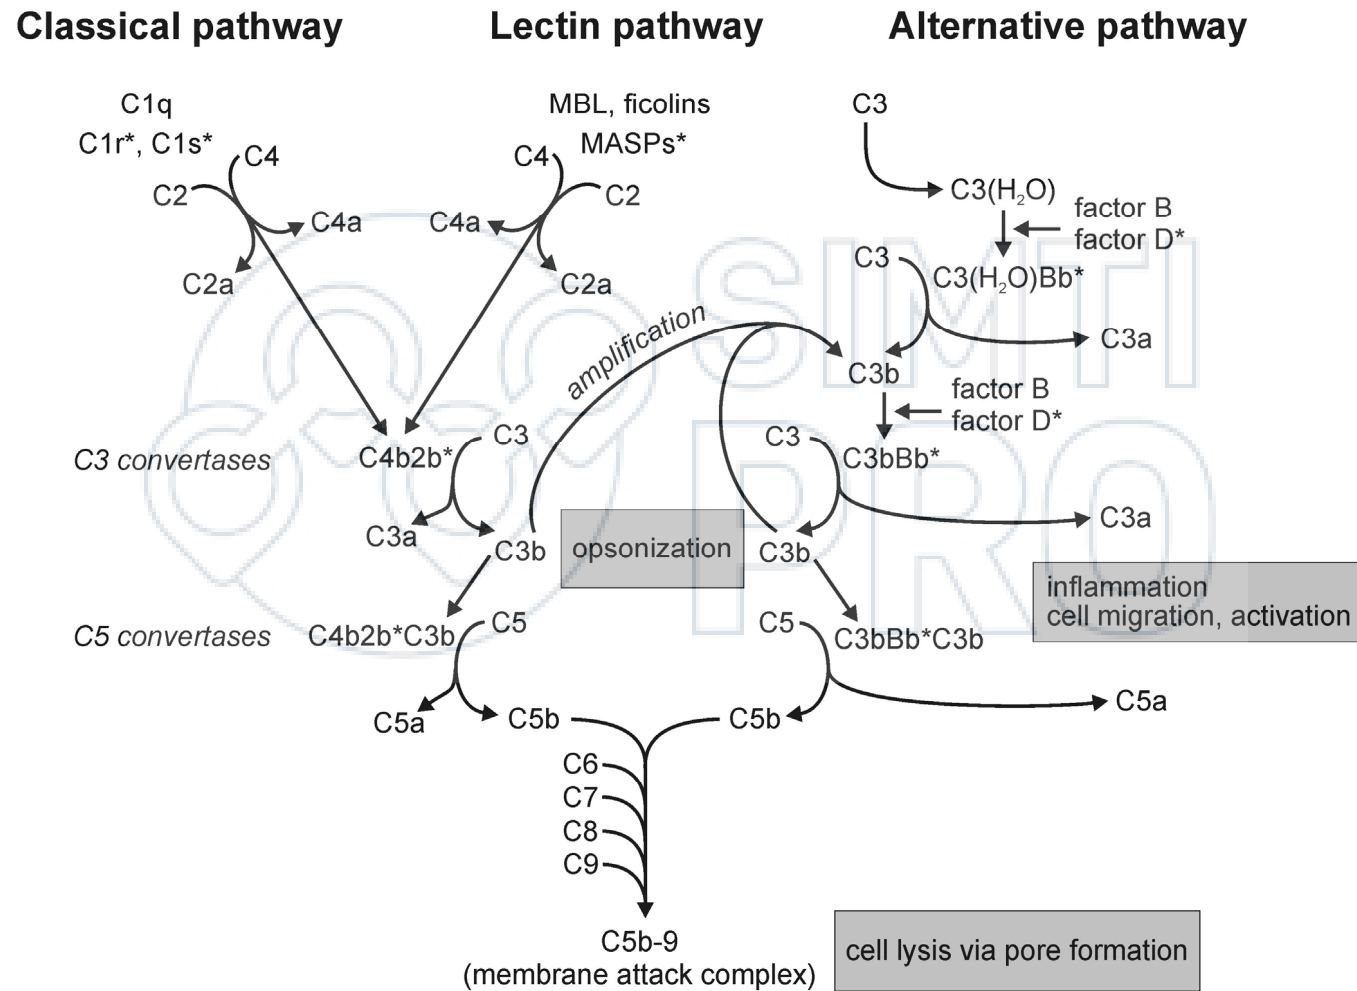 Classical pathway
Lectin pathway
Alternative pathway
C1q
MBL, ficolins
C3
C1r*, C1s*
C4
C4
MASPs*
C2
C2
C3(H₂O)
C4a
C4a
factor B
factor D*
C3
C3(H₂O)Bb*
C2a
C2a
SIMTI
PRO
amplification
C3a
C3b
factor B
factor D*
C3
C3
C3 convertases
C4b2b*
C3bBb*
C3a
C3a
C3b
opsonization
C3b
inflammation
cell migration, activation
C5
C5
C5 convertases
C4b2b*C3b
C3bBb*C3b
C5a
C5b
C5b
C5a
C6
C7
C8
C9
C5b-9
(membrane attack complex)
cell lysis via pore formation